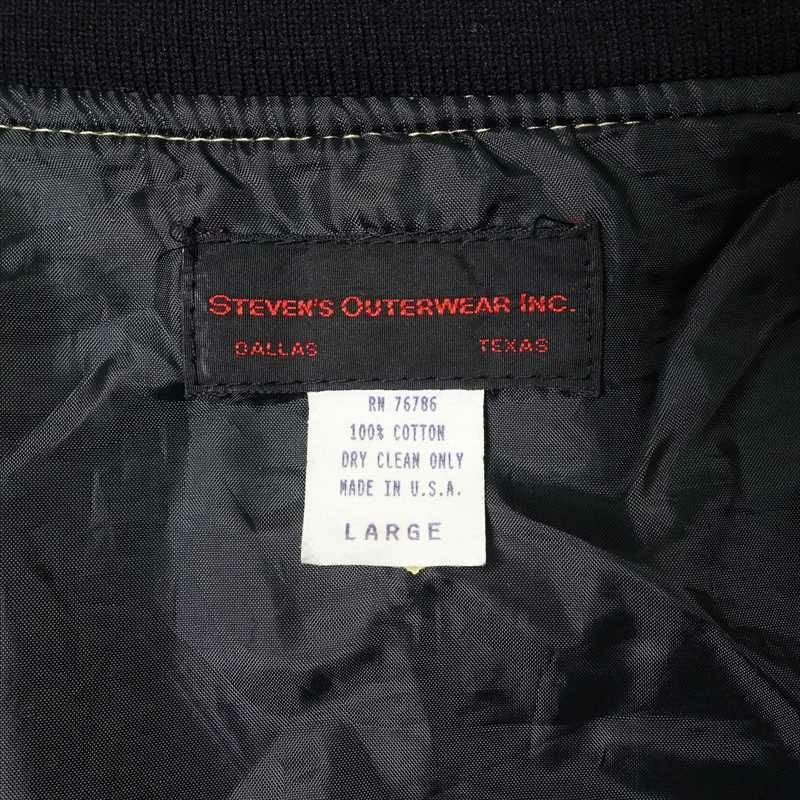 STEVEN'S OUTERWEAR INC.
DALLAS TEXAS
RN 76786
100% COTTON
DRY CLEAN ONLY
MADE IN U.S.A.
LARGE